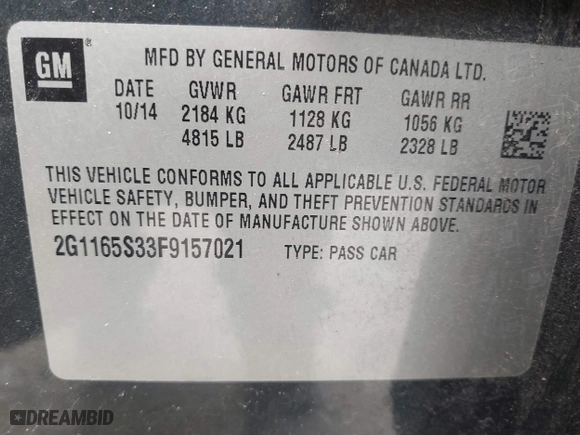 GM ® MFD BY GENERAL MOTORS OF CANADA LTD.
DATE GVWR GAWR FRT GAWR RR
10/14 2184 KG 1128 KG 1056 KG
4815 LB 2487 LB 2328 LB
THIS VEHICLE CONFORMS TO ALL APPLICABLE U.S. FEDERAL MOTOR
VEHICLE SAFETY, BUMPER, AND THEFT PREVENTION STANDARDS IN
EFFECT ON THE DATE OF MANUFACTURE SHOWN ABOVE.
2G1165S33F9157021 TYPE: PASS CAR
DREAMBID